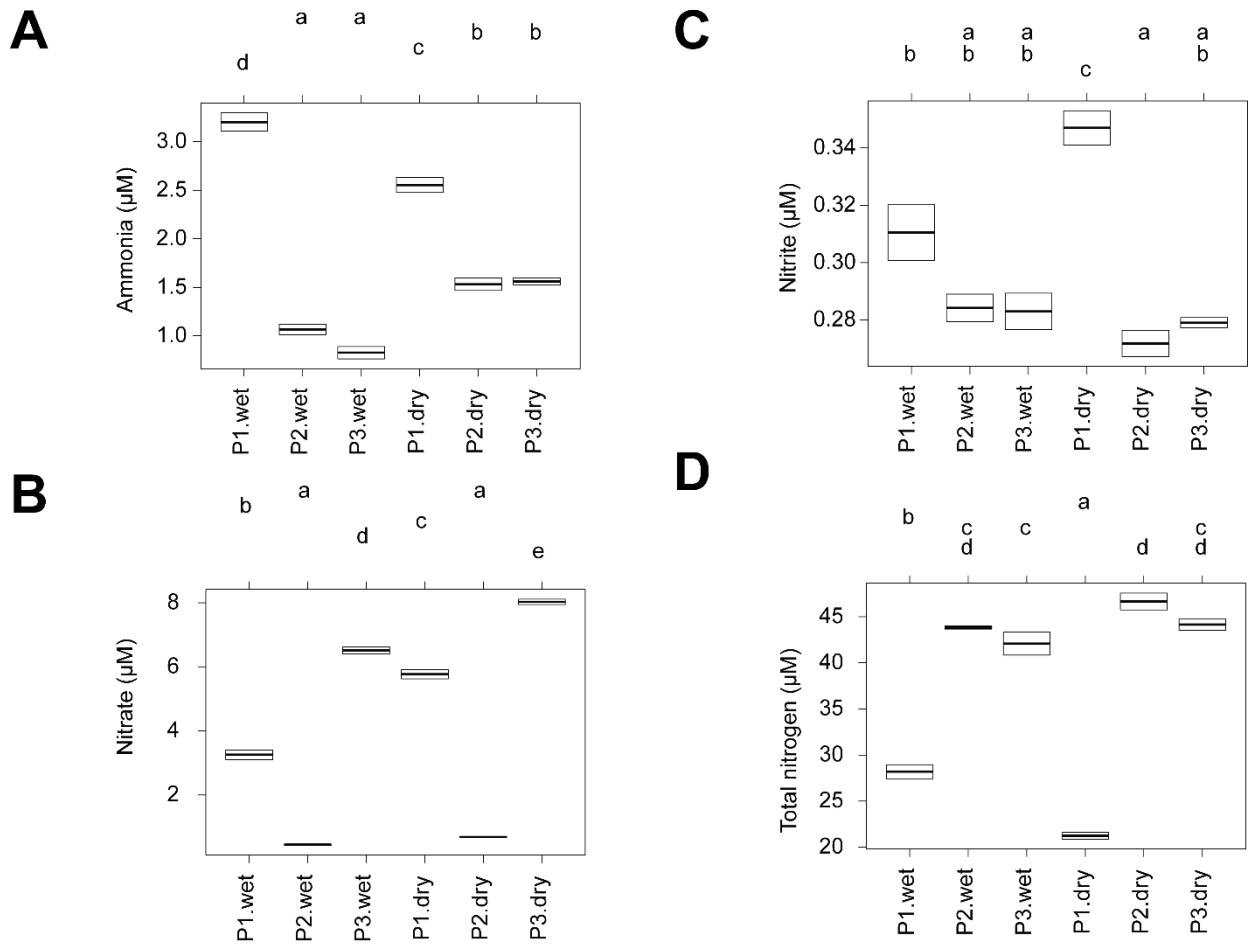 A
d a a c b b
Ammonia (µM)
3.0
2.5
2.0
1.5
1.0
P1.wet P2.wet P3.wet P1.dry P2.dry P3.dry
B
b a d c a e
Nitrate (µM)
8
6
4
2
P1.wet P2.wet P3.wet P1.dry P2.dry P3.dry
C
a a a a
b b b c b
Nitrite (µM)
0.34
0.32
0.30
0.28
P1.wet P2.wet P3.wet P1.dry P2.dry P3.dry
D
a
b c c c
d d d
Total nitrogen (µM)
45
40
35
30
25
20
P1.wet P2.wet P3.wet P1.dry P2.dry P3.dry